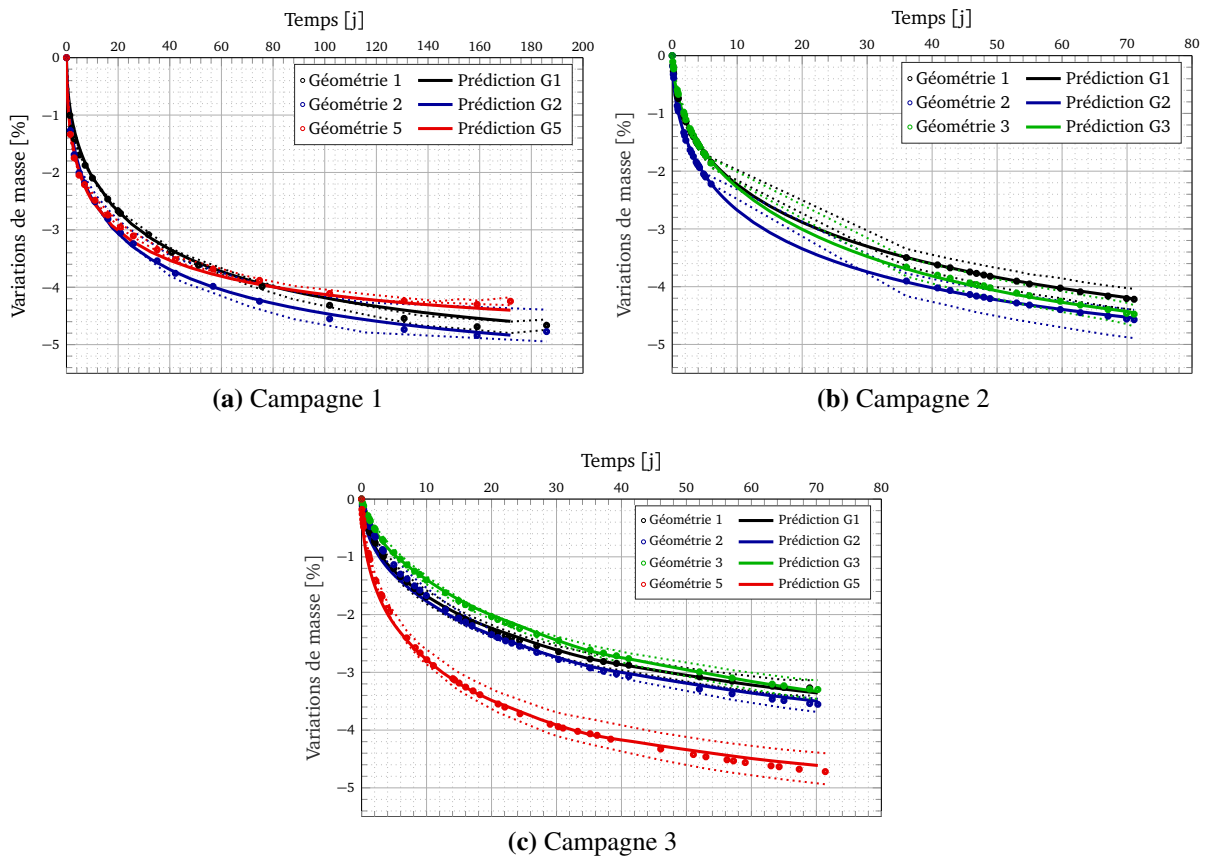 Temps [j]
0 20 40 60 80 100 120 140 160 180 200
0
−1
−2
−3
−4
−5
Variations de masse [%]
Géométrie 1 Prédiction G1
Géométrie 2 Prédiction G2
Géométrie 5 Prédiction G5
(a) Campagne 1
Temps [j]
0 10 20 30 40 50 60 70 80
0
−1
−2
−3
−4
−5
Variations de masse [%]
Géométrie 1 Prédiction G1
Géométrie 2 Prédiction G2
Géométrie 3 Prédiction G3
(b) Campagne 2
Temps [j]
0 10 20 30 40 50 60 70 80
0
−1
−2
−3
−4
−5
Variations de masse [%]
Géométrie 1 Prédiction G1
Géométrie 2 Prédiction G2
Géométrie 3 Prédiction G3
Géométrie 5 Prédiction G5
(c) Campagne 3